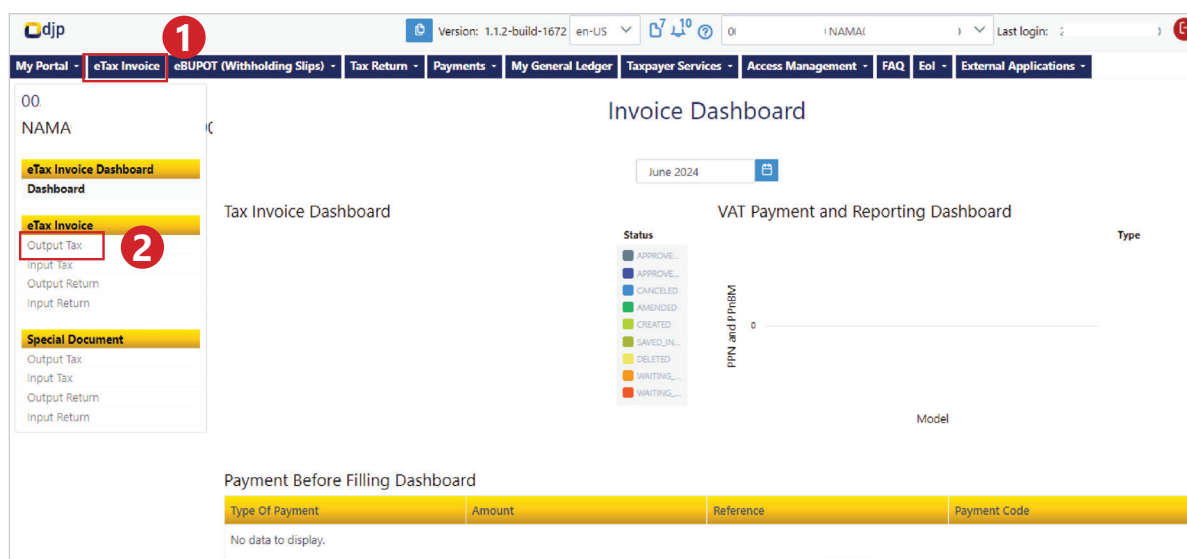 djp
1
Version: 1.1.2-build-1672 en-US 7 10 NAMA( Last login:
My Portal eTax Invoice eBUPOT (Withholding Slips) Tax Return Payments My General Ledger Taxpayer Services Access Management FAQ EoI External Applications
00
NAMA
Invoice Dashboard
eTax Invoice Dashboard
Dashboard
June 2024
eTax Invoice
Output Tax
2
Input Tax
Output Return
Input Return
Special Document
Output Tax
Input Tax
Output Return
Input Return
Tax Invoice Dashboard
Status
APPROVE...
APPROVE...
CANCELED
AMENDED
CREATED
SAVED_IN...
DELETED
WAITING_...
WAITING_...
VAT Payment and Reporting Dashboard
Type
PPN and PPnBM
0
Model
Payment Before Filling Dashboard
Type Of Payment Amount Reference Payment Code
No data to display.